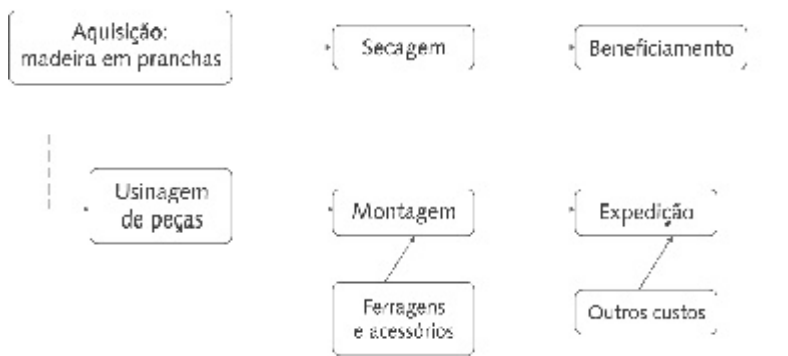 Aquisição:
madeira em pranchas
Secagem
Beneficiamento
Usinagem
de peças
Montagem
Expedição
Ferragens
e acessórios
Outros custos